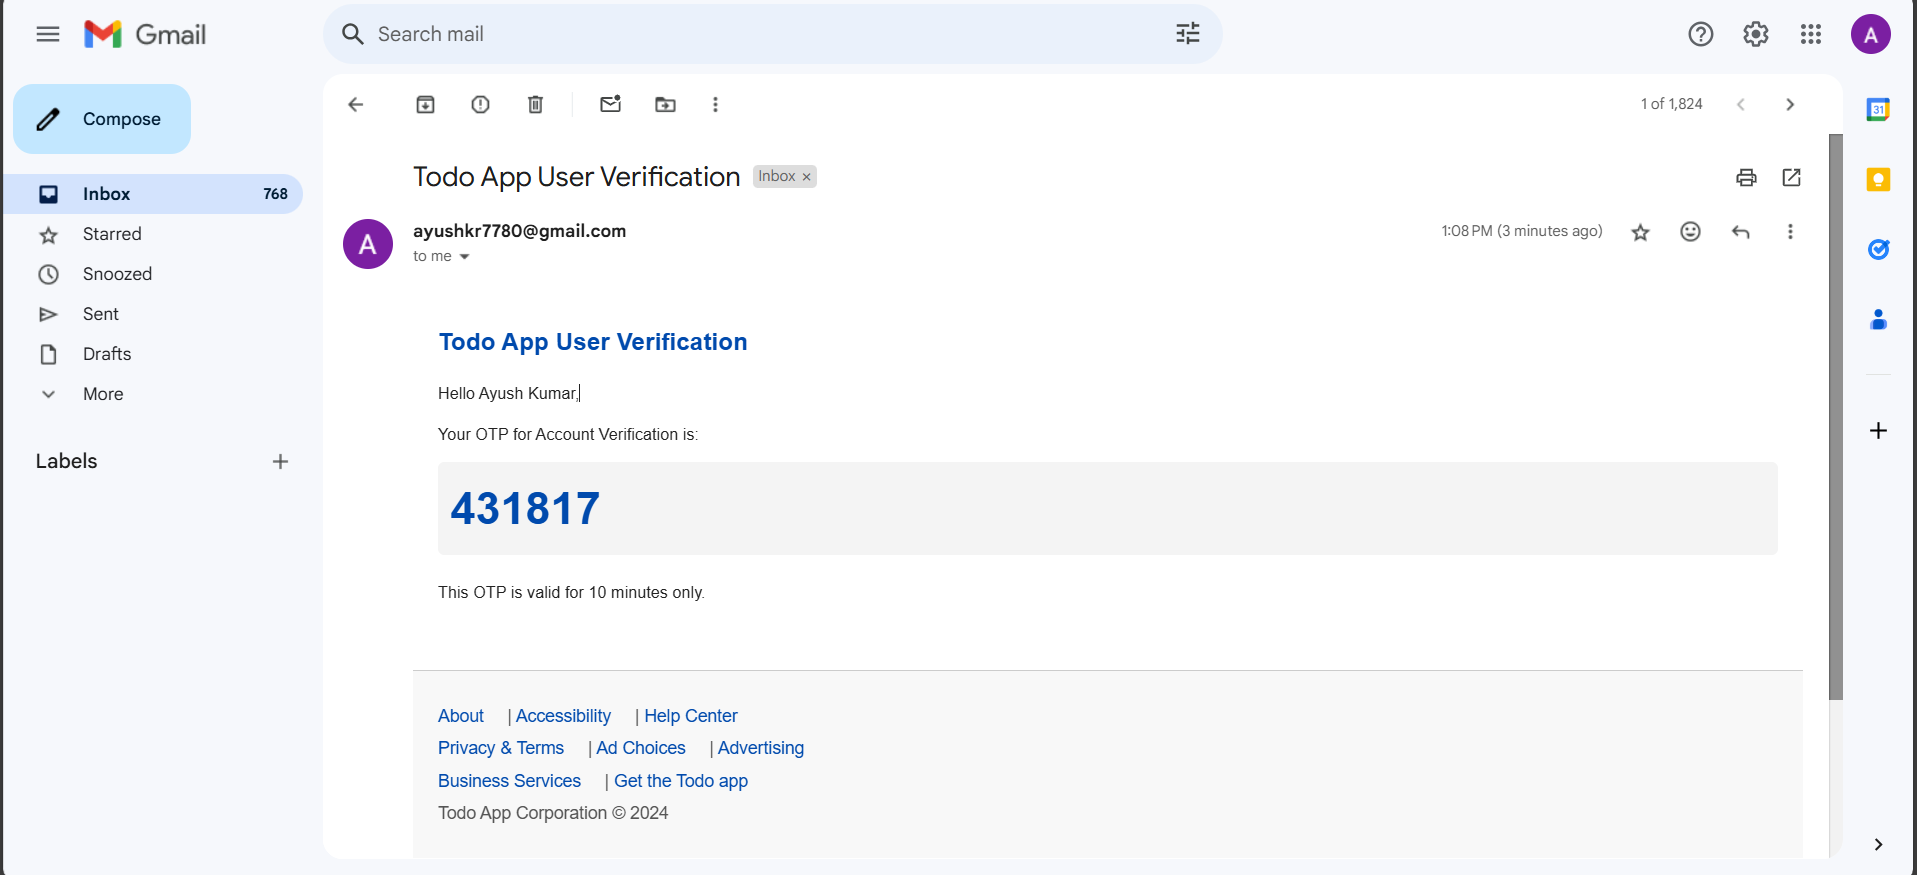 Gmail
Search mail
A
Compose
Inbox 768
Starred
Snoozed
Sent
Drafts
More
Labels
1 of 1,824
31
Todo App User Verification Inbox ×
A
ayushkr7780@gmail.com
1:08 PM (3 minutes ago)
to me
Todo App User Verification
Hello Ayush Kumar,
Your OTP for Account Verification is:
431817
This OTP is valid for 10 minutes only.
About | Accessibility | Help Center
Privacy & Terms | Ad Choices | Advertising
Business Services | Get the Todo app
Todo App Corporation © 2024